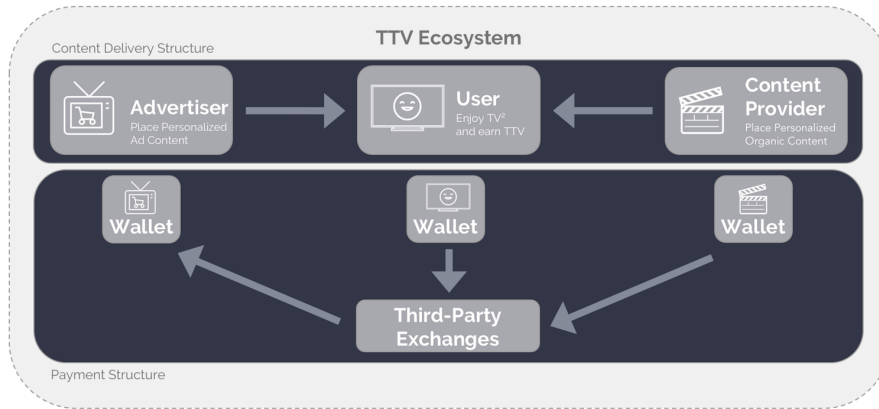 TTV Ecosystem
Content Delivery Structure
Advertiser
Place Personalized
Ad Content
User
Enjoy TV²
and earn TTV
Content
Provider
Place Personalized
Organic Content
Wallet
Wallet
Wallet
Third-Party
Exchanges
Payment Structure